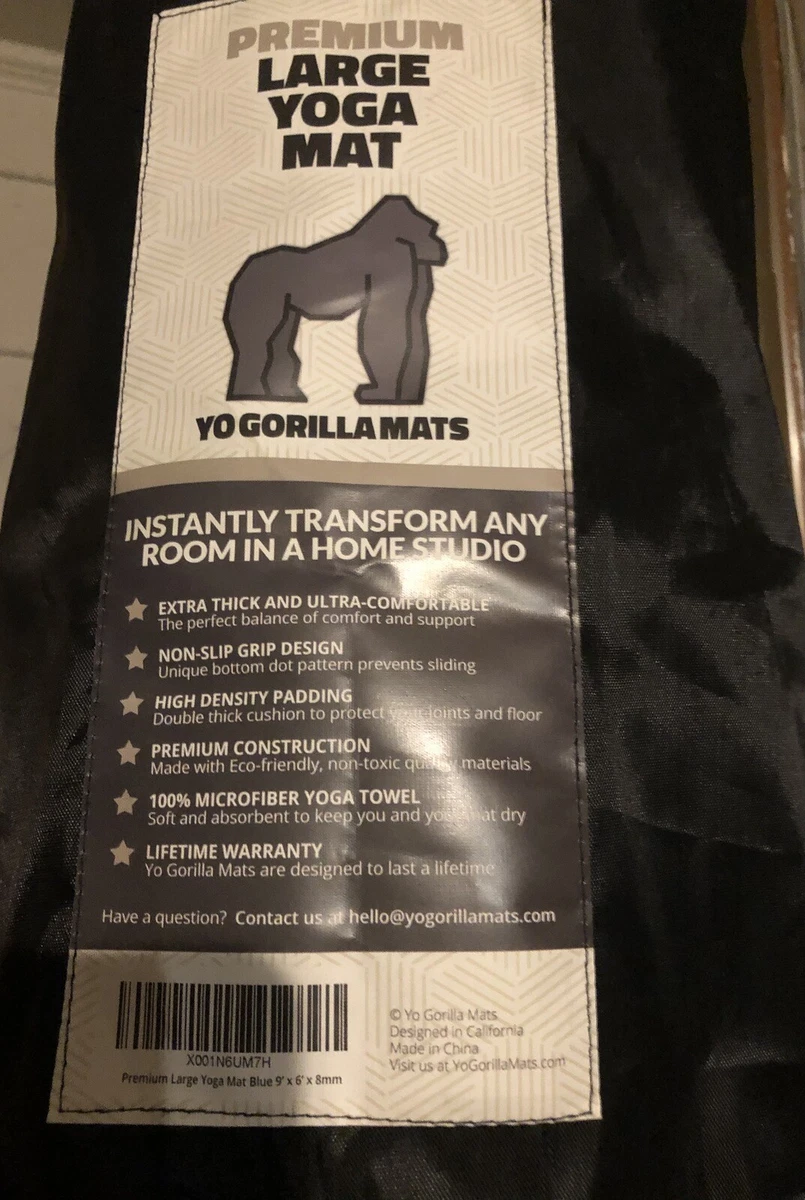 PREMIUM
LARGE
YOGA
MAT
YO GORILLA MATS
INSTANTLY TRANSFORM ANY
ROOM IN A HOME STUDIO
EXTRA THICK AND ULTRA-COMFORTABLE
The perfect balance of comfort and support
NON-SLIP GRIP DESIGN
Unique bottom dot pattern prevents sliding
HIGH DENSITY PADDING
Double thick cushion to protect your joints and floor
PREMIUM CONSTRUCTION
Made with Eco-friendly, non-toxic quality materials
100% MICROFIBER YOGA TOWEL
Soft and absorbent to keep you and your mat dry
LIFETIME WARRANTY
Yo Gorilla Mats are designed to last a lifetime
Have a question? Contact us at hello@yogorillamats.com
X001N6UM7H
Premium Large Yoga Mat Blue 9' x 6' x 8mm
© Yo Gorilla Mats
Designed in California
Made in China
Visit us at YoGorillaMats.com